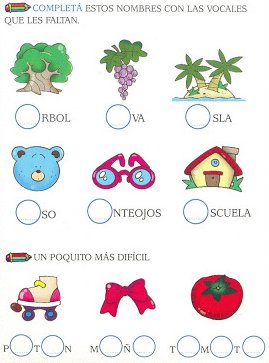 COMPLETÁ ESTOS NOMBRES CON LAS VOCALES
QUE LES FALTAN.
RBOL VA SLA
SO NTEOJOS SCUELA
UN POQUITO MÁS DIFÍCIL
P T N M Ñ T M T